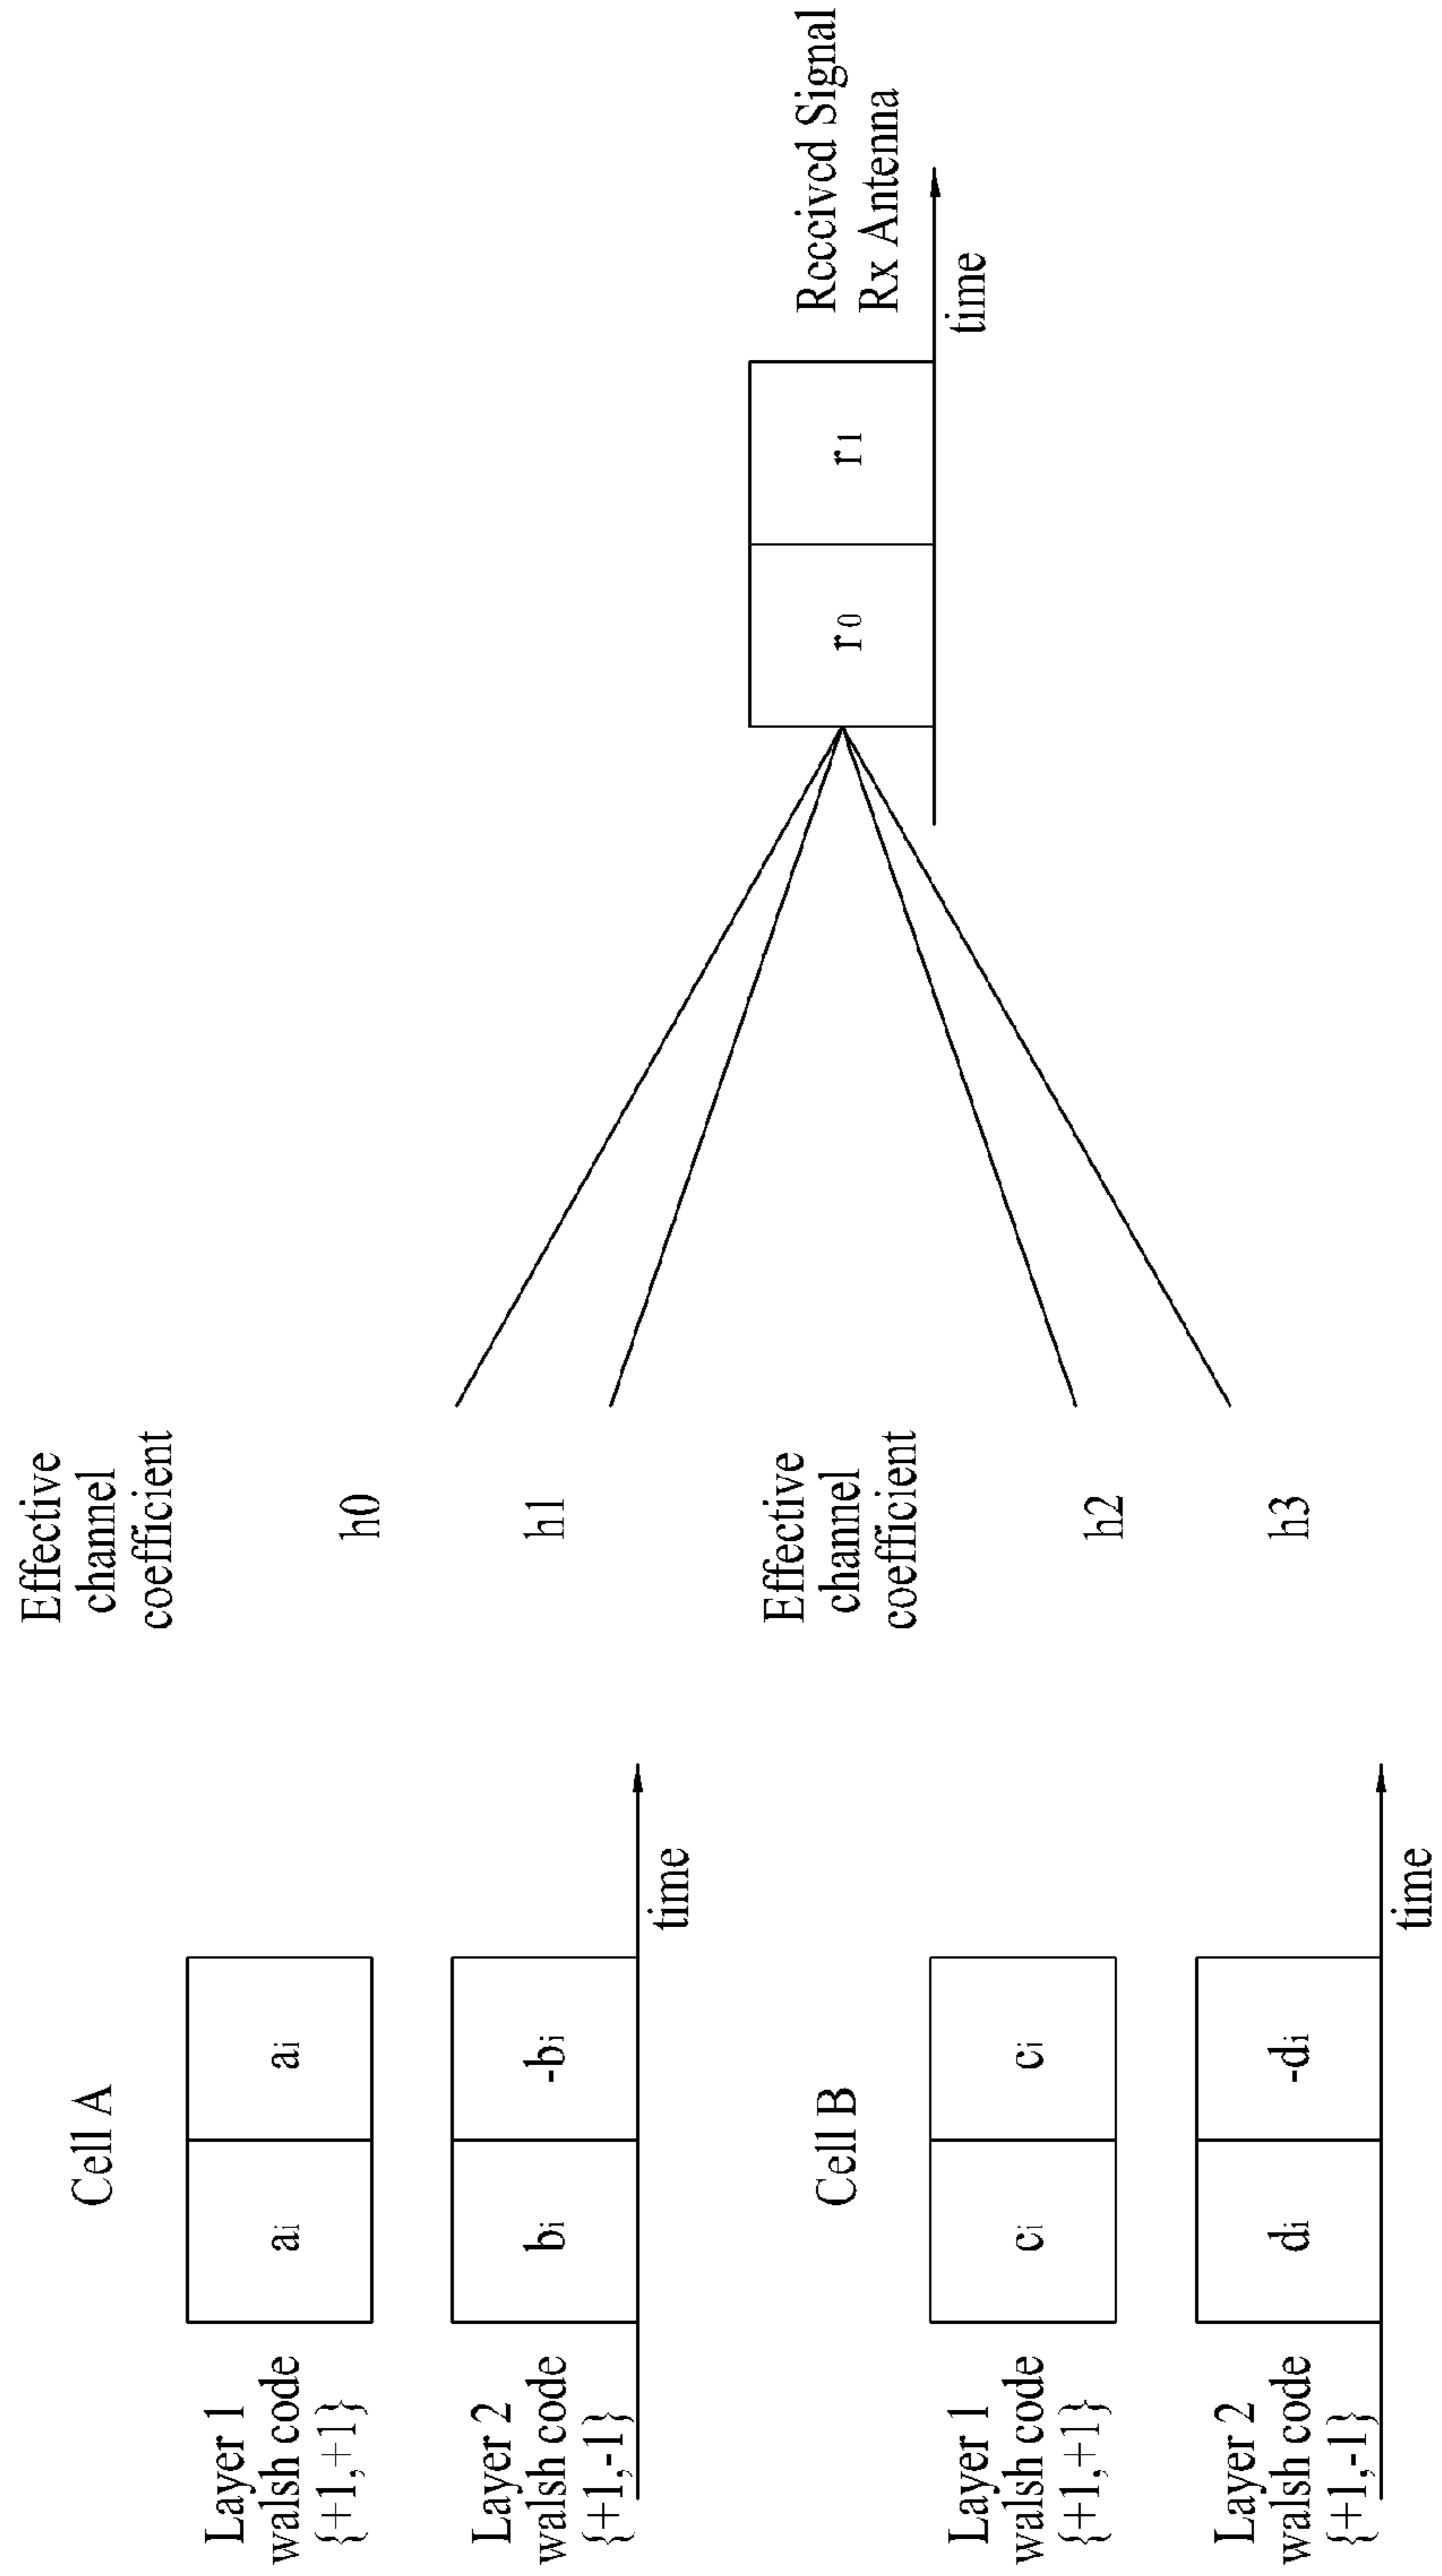 Cell A
Layer 1
walsh code
{+1,+1}
ai
ai
Layer 2
walsh code
{+1,-1}
bi
-bi
time
Effective
channel
coefficient
h0
h1
Cell B
Layer 1
walsh code
{+1,+1}
ci
ci
Layer 2
walsh code
{+1,-1}
di
-di
time
Effective
channel
coefficient
h2
h3
r0
r1
Received Signal
Rx Antenna
time